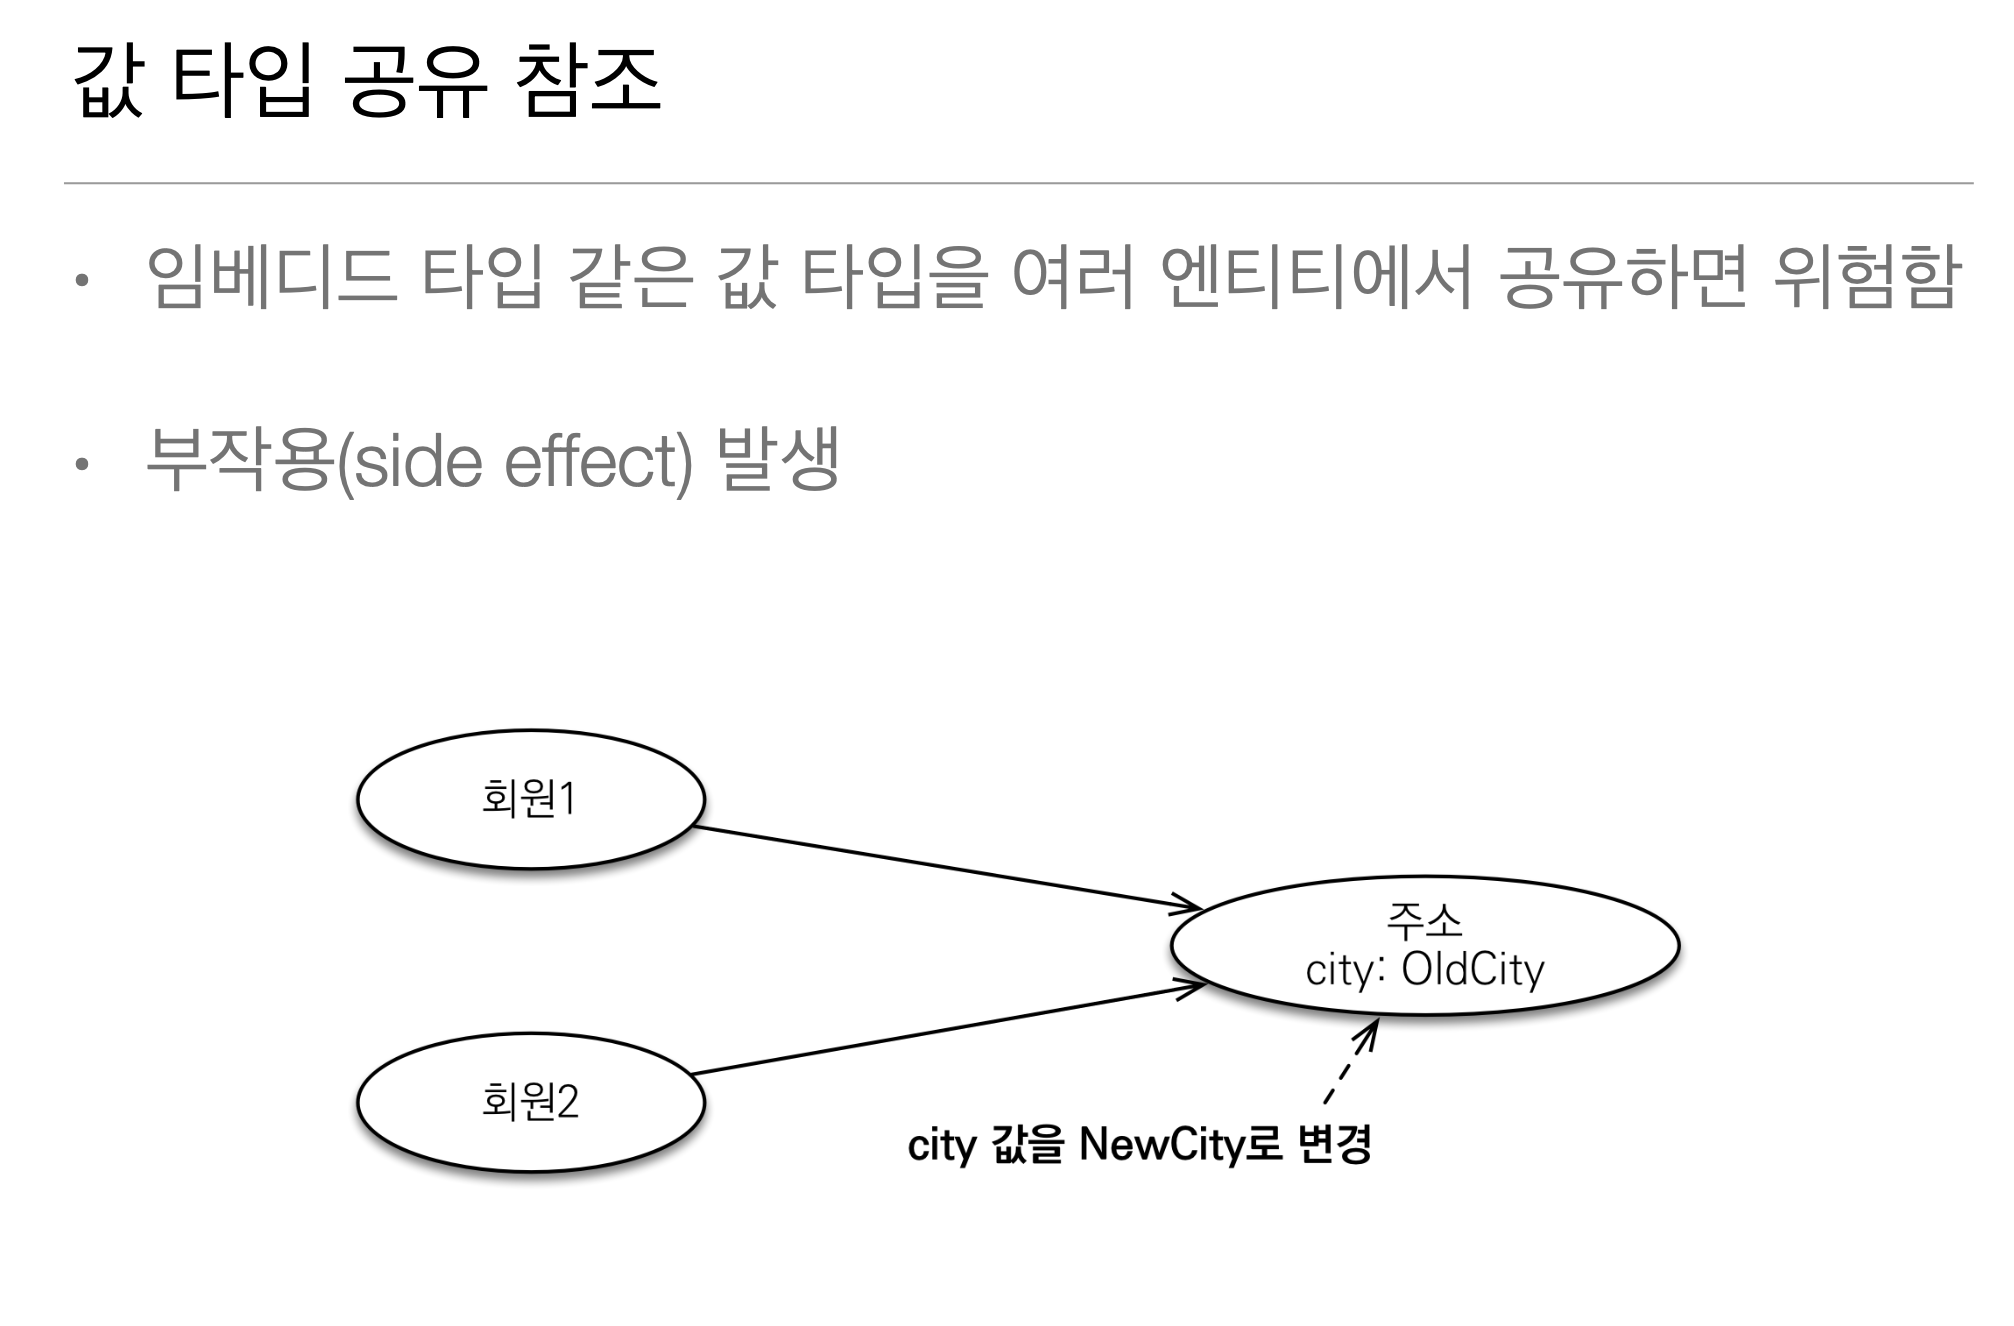 값 타입 공유 참조
• 임베디드 타입 같은 값 타입을 여러 엔티티에서 공유하면 위험함
• 부작용(side effect) 발생
회원1
주소
city: OldCity
회원2
city 값을 NewCity로 변경